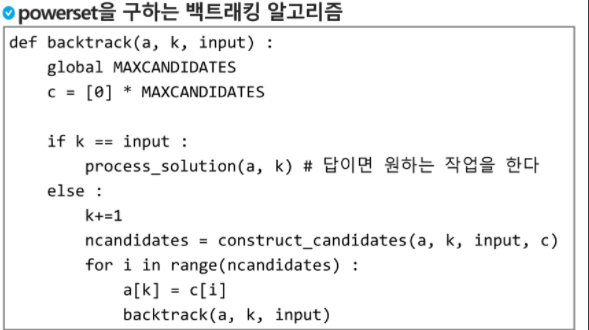 powerset을 구하는 백트래킹 알고리즘
def backtrack(a, k, input) :
    global MAXCANDIDATES
    c = [0] * MAXCANDIDATES

    if k == input :
        process_solution(a, k) # 답이면 원하는 작업을 한다
    else :
        k+=1
        ncandidates = construct_candidates(a, k, input, c)
        for i in range(ncandidates) :
            a[k] = c[i]
            backtrack(a, k, input)